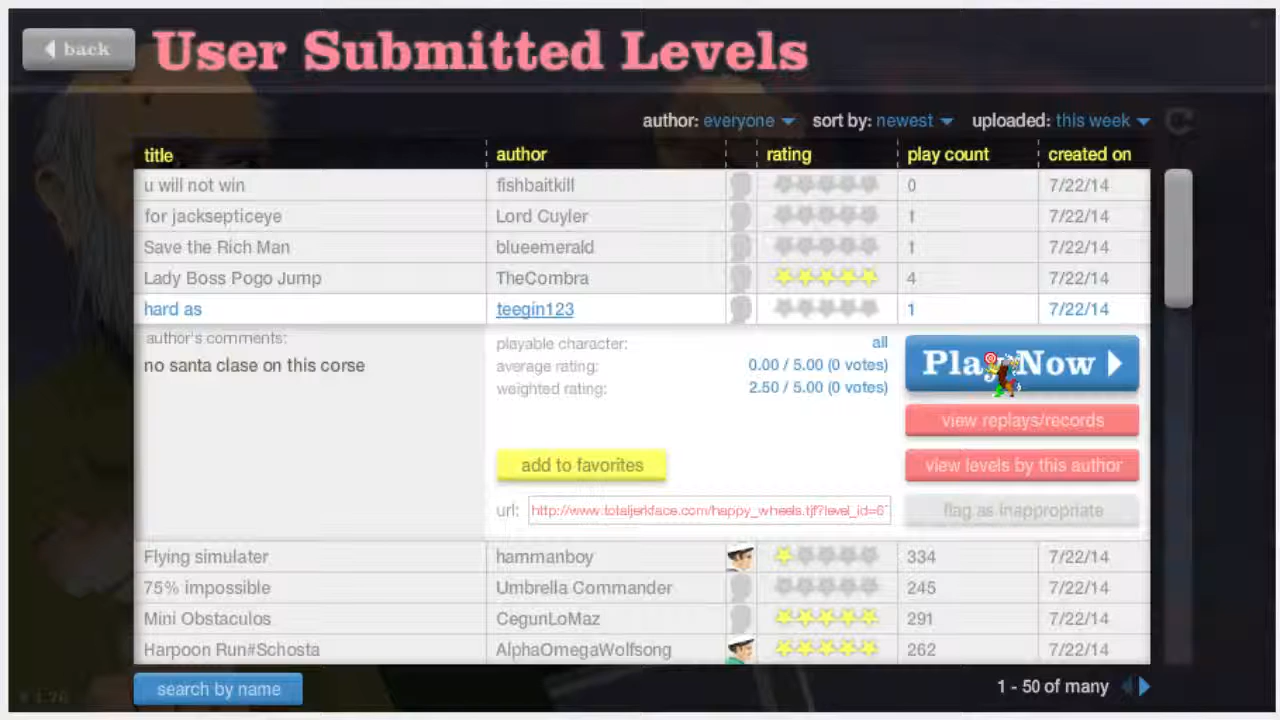 back
User Submitted Levels
author: everyone sort by: newest uploaded: this week
title author rating play count created on
u will not win fishbaitkill 0 7/22/14
for jacksepticeye Lord Cuyler 1 7/22/14
Save the Rich Man blueemerald 1 7/22/14
Lady Boss Pogo Jump TheCombra 4 7/22/14
hard as teegin123 1 7/22/14
author's comments:
no santa clase on this corse
playable character: all
average rating: 0.00 / 5.00 (0 votes)
weighted rating: 2.50 / 5.00 (0 votes)
add to favorites
url: http://www.totaljerkface.com/happy_wheels.tjf?level_id=6
Play Now
view replays/records
view levels by this author
flag as inappropriate
Flying simulater hammanboy 334 7/22/14
75% impossible Umbrella Commander 245 7/22/14
Mini Obstaculos CegunLoMaz 291 7/22/14
Harpoon Run#Schosta AlphaOmegaWolfsong 262 7/22/14
search by name
1 - 50 of many